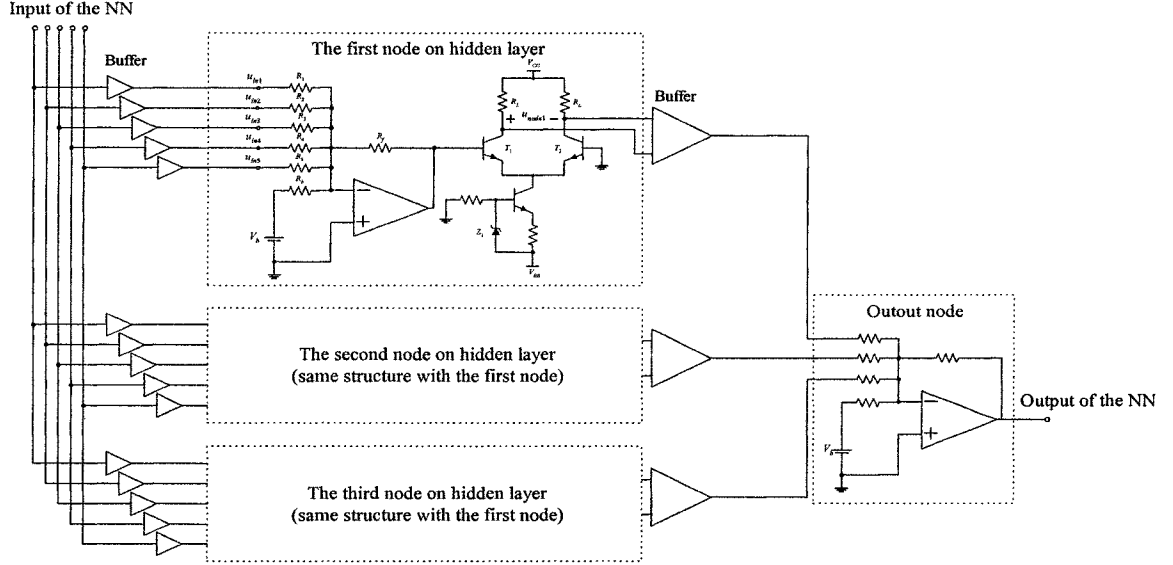 Input of the NN
Buffer
The first node on hidden layer
V_CC
u_in1
R_1
u_in2
R_2
u_in3
R_3
u_in4
R_4
u_in5
R_5
R_b
R_f
V_b
R_L
R_L
+ u_node1 −
T_1
T_2
Z_1
Buffer
− +
The second node on hidden layer
(same structure with the first node)
The third node on hidden layer
(same structure with the first node)
Outout node
V_b
− +
Output of the NN